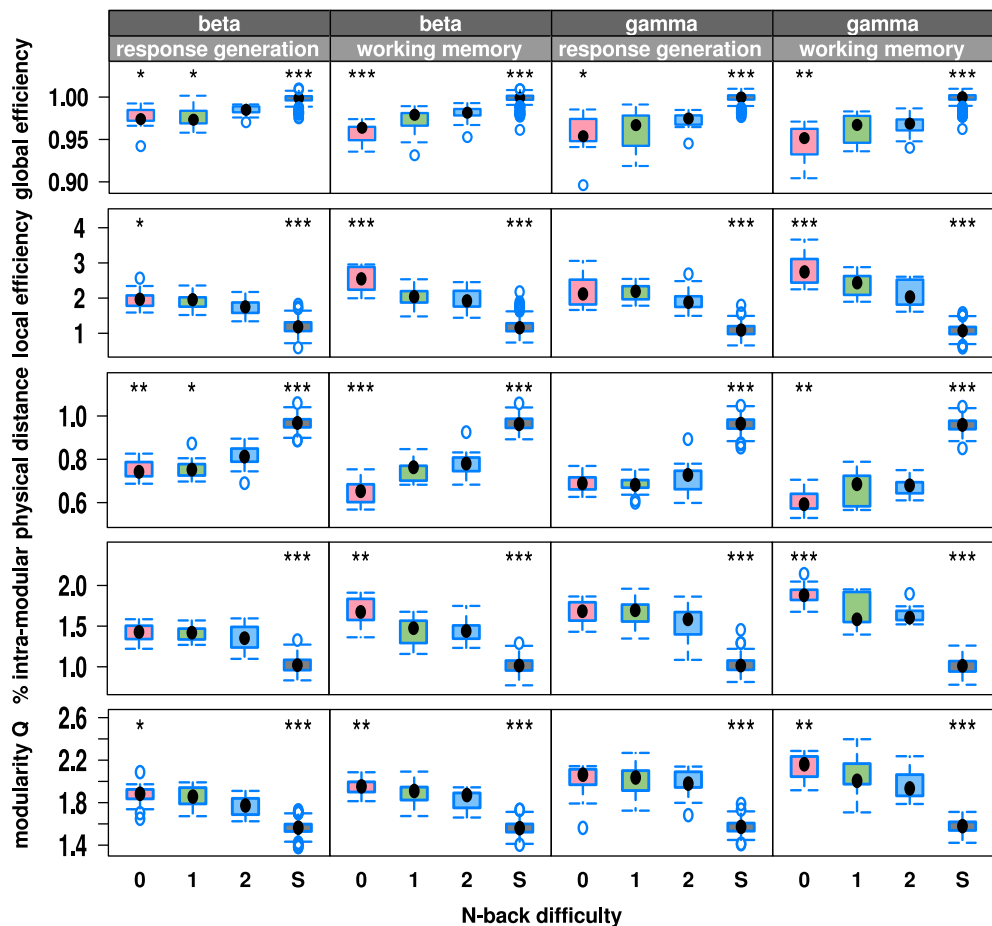 beta beta gamma gamma
response generation working memory response generation working memory
* * *** *** *** * *** ** ***
global efficiency
1.00
0.95
0.90
* *** *** *** *** *** ***
local efficiency
4
3
2
1
** * *** *** *** *** ** ***
physical distance
1.0
0.8
0.6
*** ** *** *** *** ***
% intra-modular
2.0
1.5
1.0
* *** ** *** *** ** ***
modularity Q
2.6
2.2
1.8
1.4
0 1 2 S 0 1 2 S 0 1 2 S 0 1 2 S
N-back difficulty